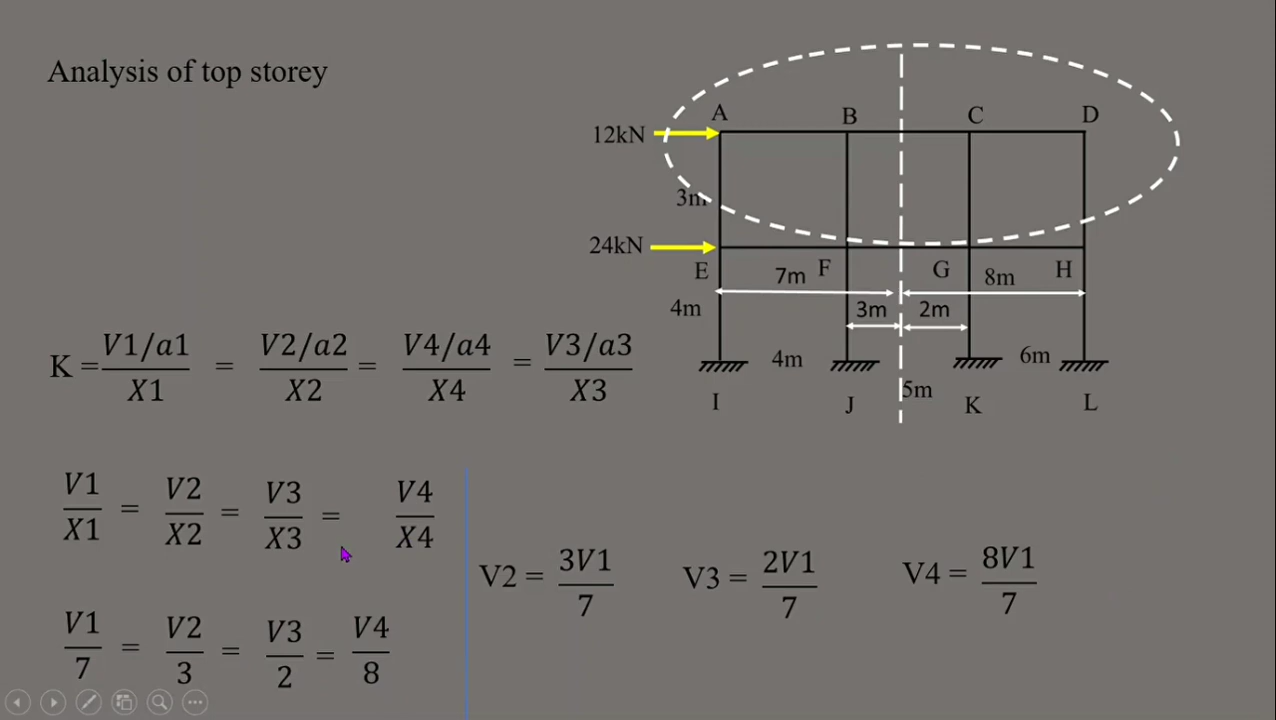 Analysis of top storey
A B C D
12kN
3m
24kN
E F G H
7m 8m
4m
3m 2m
4m 6m
5m
I J K L
K = V1/a1 / X1 = V2/a2 / X2 = V4/a4 / X4 = V3/a3 / X3
V1/X1 = V2/X2 = V3/X3 = V4/X4
V2 = 3V1/7 V3 = 2V1/7 V4 = 8V1/7
V1/7 = V2/3 = V3/2 = V4/8